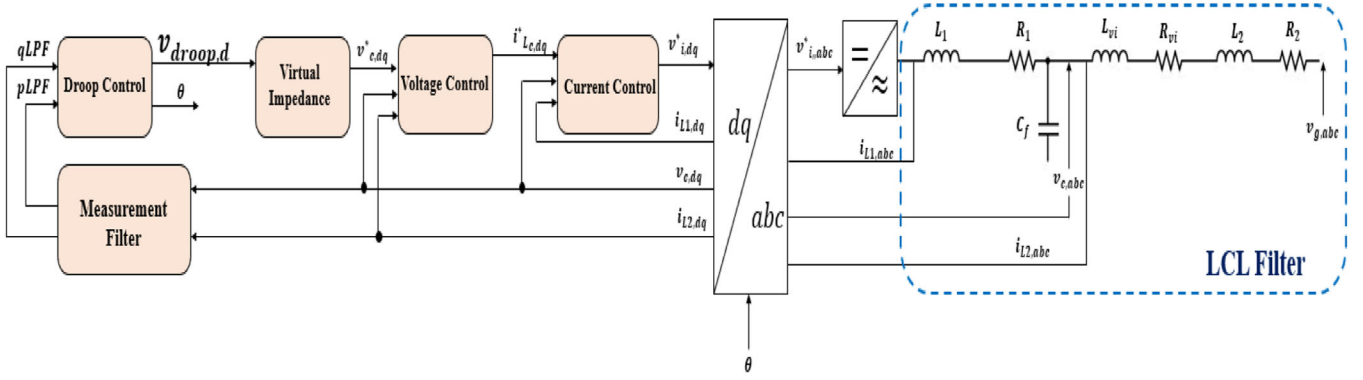 qLPF
pLPF
Droop Control
v_droop,d
θ
Virtual
Impedance
v*_c,dq
Voltage Control
i*_Lc,dq
Current Control
v*_i,dq
i_L1,dq
v_c,dq
i_L2,dq
Measurement
Filter
dq
abc
θ
v*_i,abc
=
≈
i_L1,abc
v_c,abc
i_L2,abc
L_1
R_1
C_f
L_vi
R_vi
L_2
R_2
v_g,abc
LCL Filter